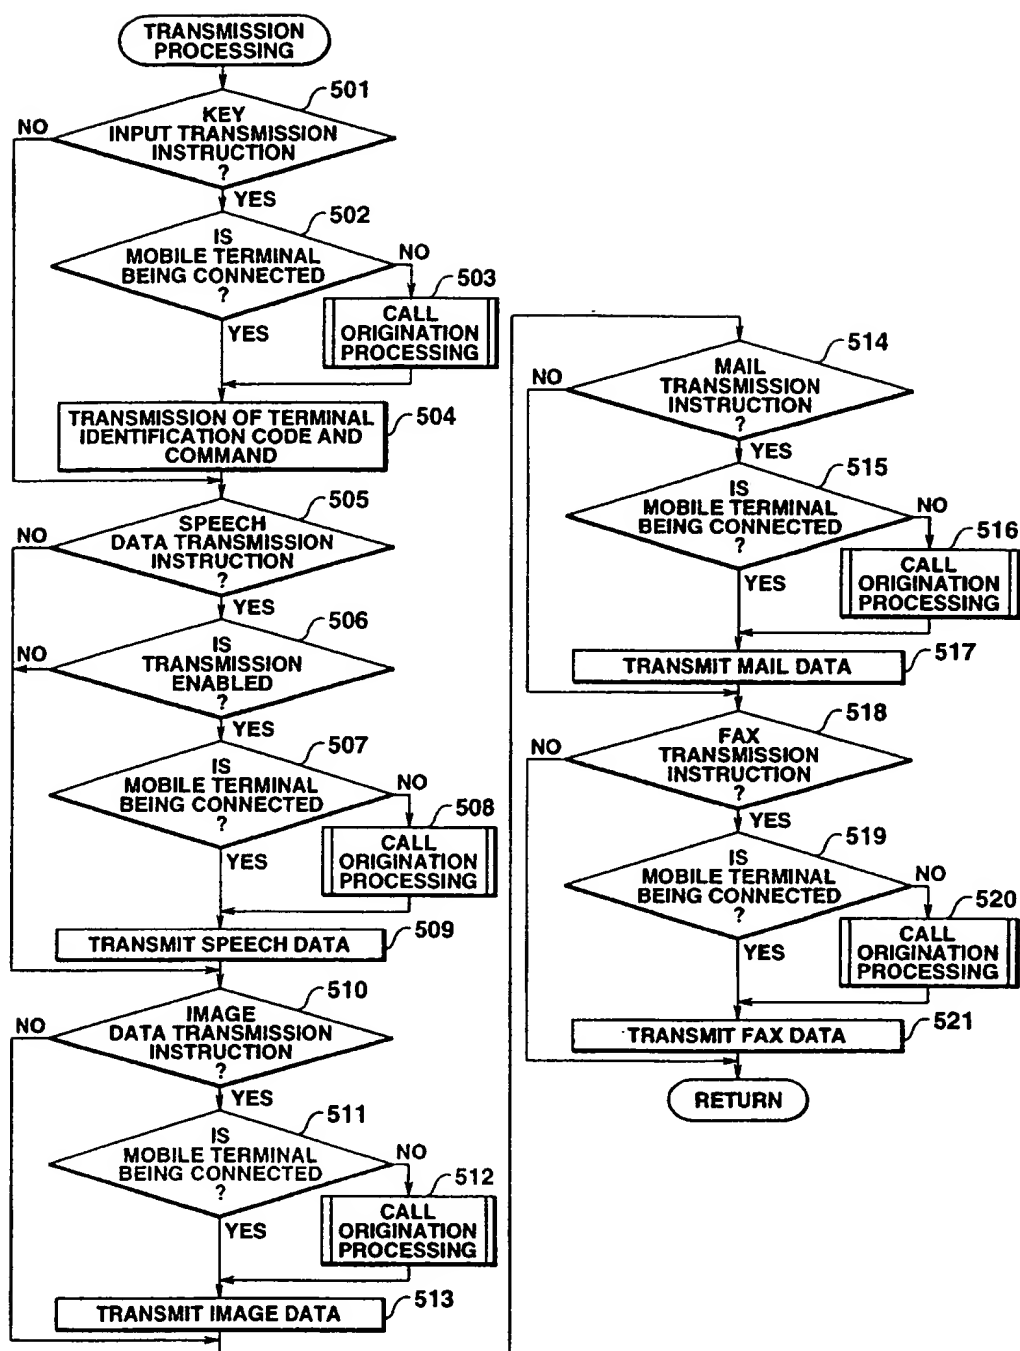 TRANSMISSION
PROCESSING
501
KEY
INPUT TRANSMISSION
INSTRUCTION
?
NO
YES
502
IS
MOBILE TERMINAL
BEING CONNECTED
?
NO
YES
503
CALL
ORIGINATION
PROCESSING
TRANSMISSION OF TERMINAL
IDENTIFICATION CODE AND
COMMAND
504
505
SPEECH
DATA TRANSMISSION
INSTRUCTION
?
NO
YES
506
IS
TRANSMISSION
ENABLED
?
NO
YES
507
IS
MOBILE TERMINAL
BEING CONNECTED
?
NO
YES
508
CALL
ORIGINATION
PROCESSING
TRANSMIT SPEECH DATA
509
510
IMAGE
DATA TRANSMISSION
INSTRUCTION
?
NO
YES
511
IS
MOBILE TERMINAL
BEING CONNECTED
?
NO
YES
512
CALL
ORIGINATION
PROCESSING
TRANSMIT IMAGE DATA
513
514
MAIL
TRANSMISSION
INSTRUCTION
?
NO
YES
515
IS
MOBILE TERMINAL
BEING CONNECTED
?
NO
YES
516
CALL
ORIGINATION
PROCESSING
TRANSMIT MAIL DATA
517
518
FAX
TRANSMISSION
INSTRUCTION
?
NO
YES
519
IS
MOBILE TERMINAL
BEING CONNECTED
?
NO
YES
520
CALL
ORIGINATION
PROCESSING
TRANSMIT FAX DATA
521
RETURN